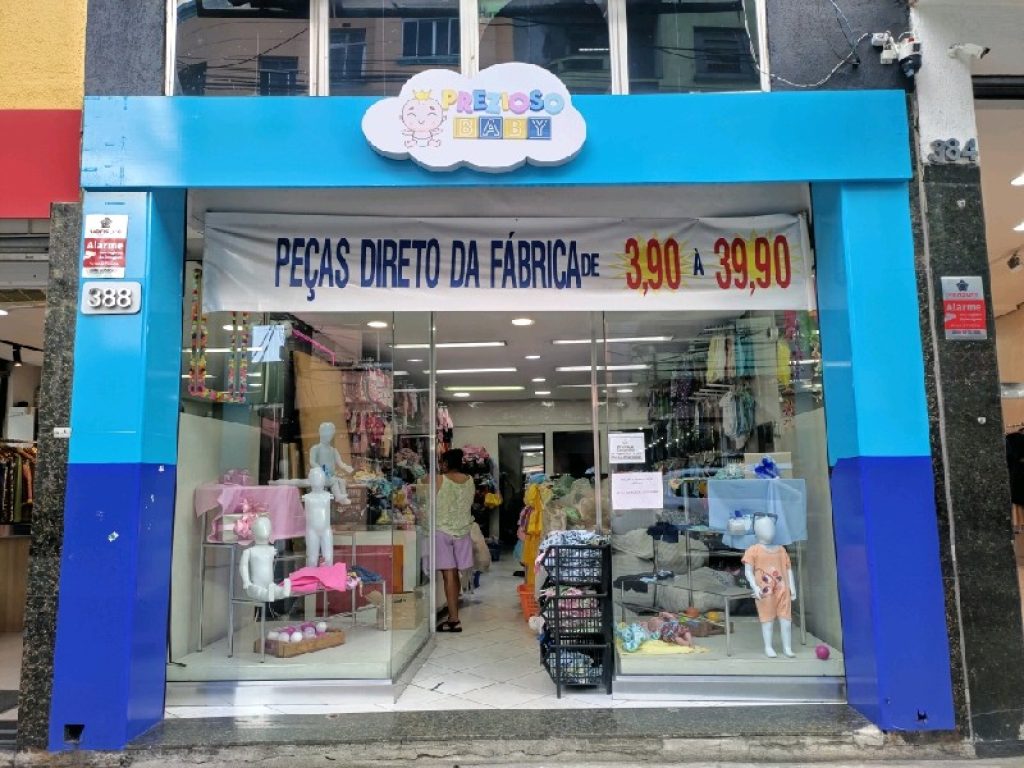 PREZIOSO
BABY
PEÇAS DIRETO DA FÁBRICA DE 3,90 À 39,90
Alarme
388
384
Alarme